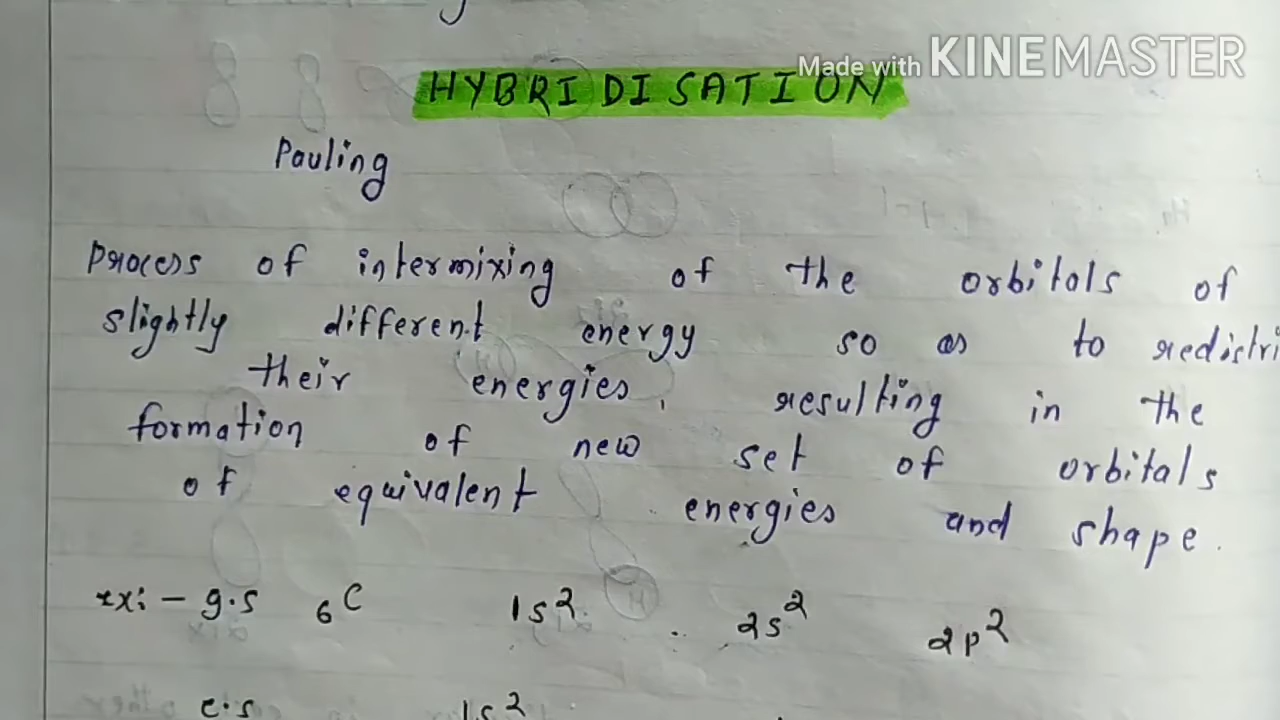 Made with KINEMASTER
HYBRIDISATION
Pauling
Process of intermixing of the orbitals of
slightly different energy so as to redistri
their energies, resulting in the
formation of new set of orbitals
of equivalent energies and shape.
ex:- g.s 6C 1s2 2s2 2p2
e.s 1s2